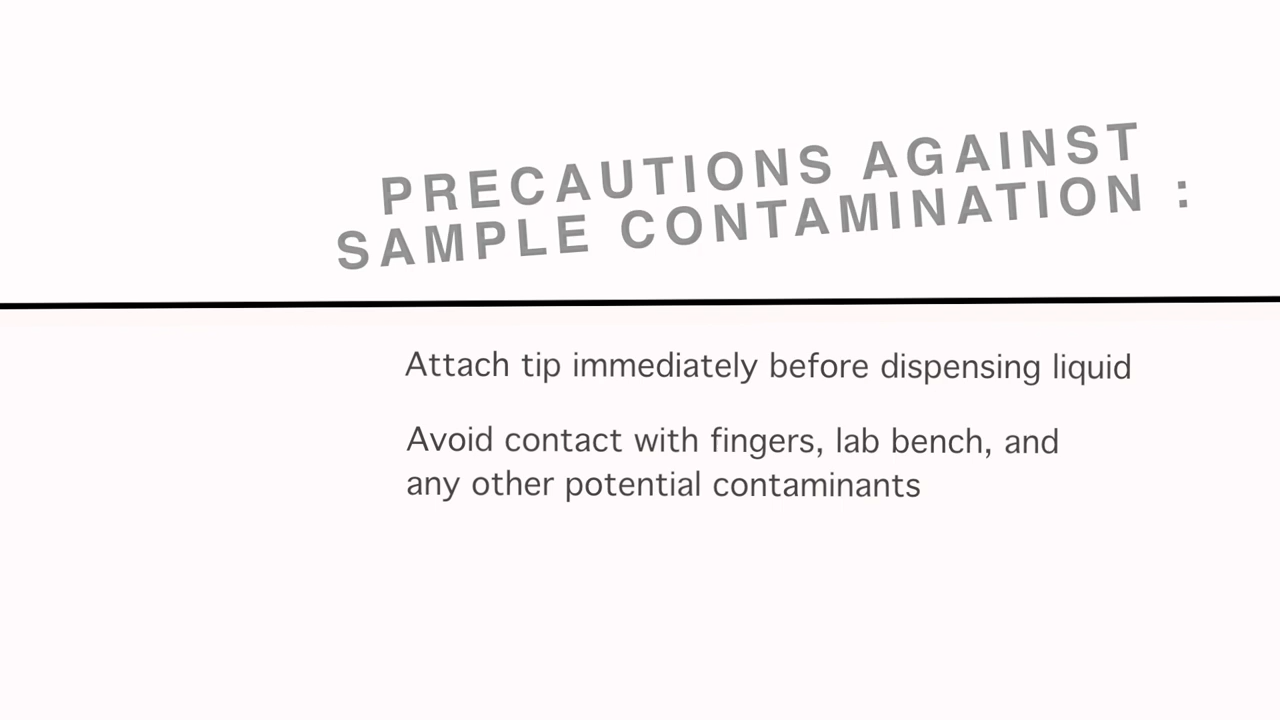 PRECAUTIONS AGAINST
SAMPLE CONTAMINATION :
Attach tip immediately before dispensing liquid
Avoid contact with fingers, lab bench, and
any other potential contaminants